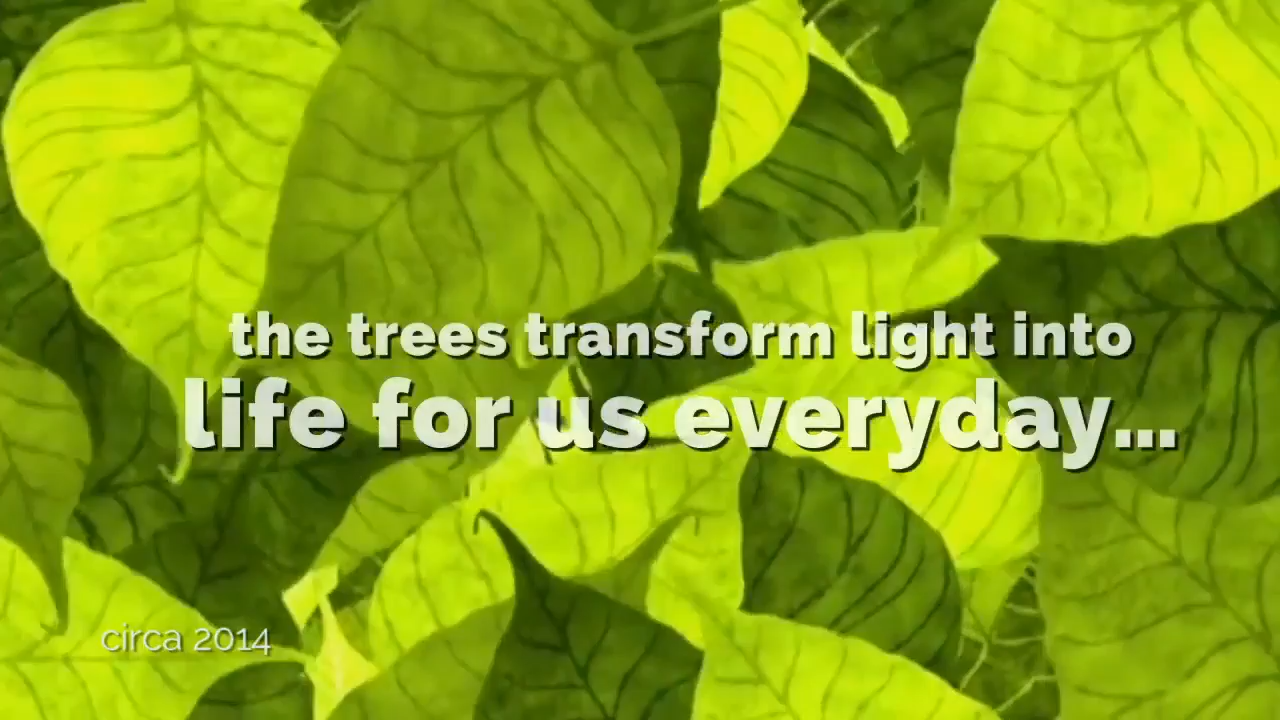 the trees transform light into
life for us everyday...
circa 2014